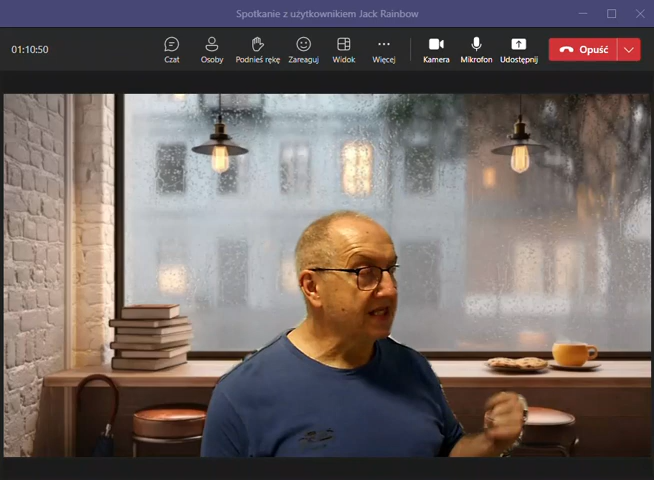 Spotkanie z użytkownikiem Jack Rainbow
01:10:50
Czat
Osoby
Podnieś rękę
Zareaguj
Widok
Więcej
Kamera
Mikrofon
Udostępnij
Opuść